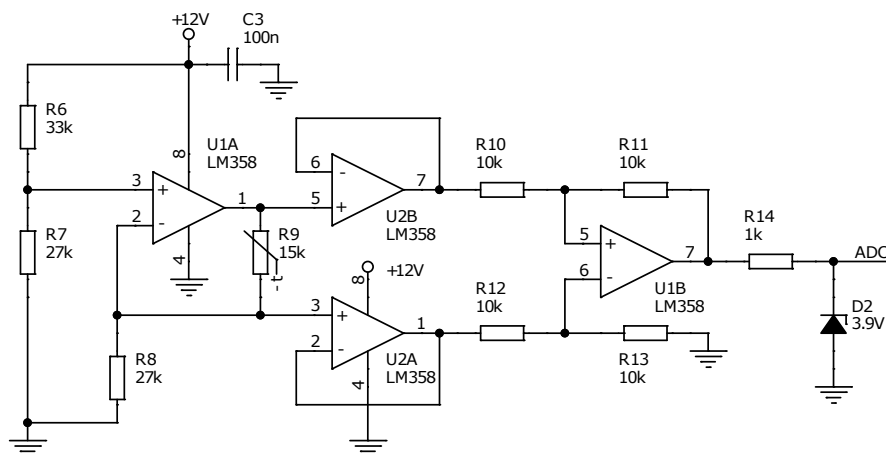 +12V
C3
100n
R6
33k
8
U1A
LM358
3
+
1
2
-
4
R7
27k
R9
15k
-t
R8
27k
6
-
7
5
+
U2B
LM358
+12V
8
3
+
1
2
-
4
U2A
LM358
R10
10k
R11
10k
5
+
7
6
-
U1B
LM358
R12
10k
R13
10k
R14
1k
ADC
D2
3.9V